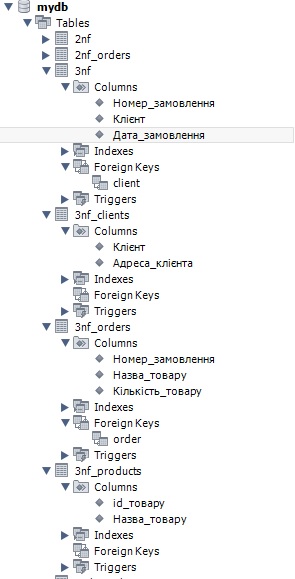 mydb
Tables
2nf
2nf_orders
3nf
Columns
Номер_замовлення
Клієнт
Дата_замовлення
Indexes
Foreign Keys
client
Triggers
3nf_clients
Columns
Клієнт
Адреса_клієнта
Indexes
Foreign Keys
Triggers
3nf_orders
Columns
Номер_замовлення
Назва_товару
Кількість_товару
Indexes
Foreign Keys
order
Triggers
3nf_products
Columns
id_товару
Назва_товару
Indexes
Foreign Keys
Triggers